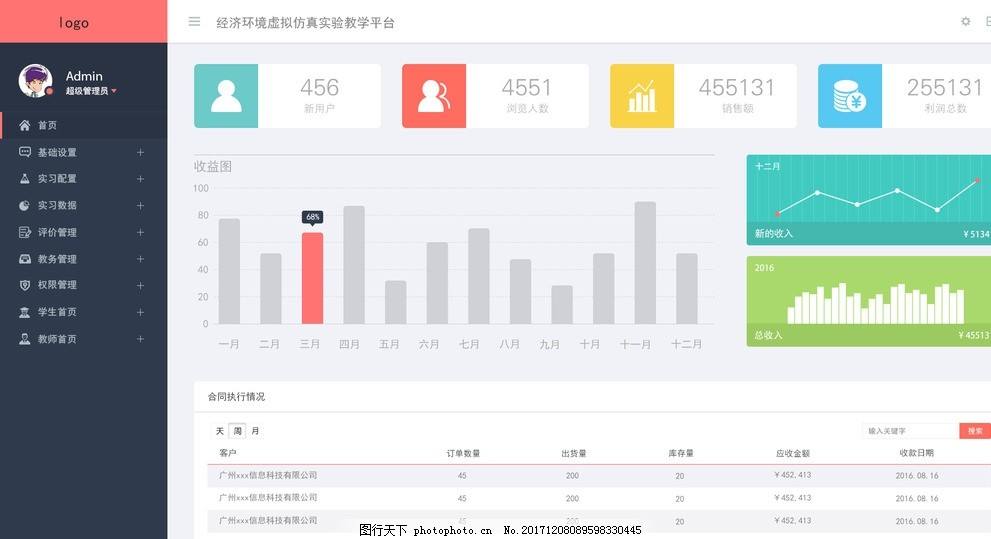 logo
经济环境虚拟仿真实验教学平台
Admin
超级管理员
首页
基础设置
实习配置
实习数据
评价管理
教务管理
权限管理
学生首页
教师首页
456
新用户
4551
浏览人数
455131
销售额
255131
利润总数
收益图
100
80
60
40
20
0
68%
一月 二月 三月 四月 五月 六月 七月 八月 九月 十月 十一月 十二月
十二月
新的收入 ¥ 5134
2016
总收入 ¥ 455131
合同执行情况
天 周 月
输入关键字 搜索
客户 订单数量 出货量 库存量 应收金额 收款日期
广州xxx信息科技有限公司 45 200 20 ¥ 452,413 2016.08.16
广州xxx信息科技有限公司 45 200 20 ¥ 452,413 2016.08.16
广州xxx信息科技有限公司 45 205 20 ¥ 452,413 2016.08.16
图行天下 photophoto.cn No.20171208089598330445